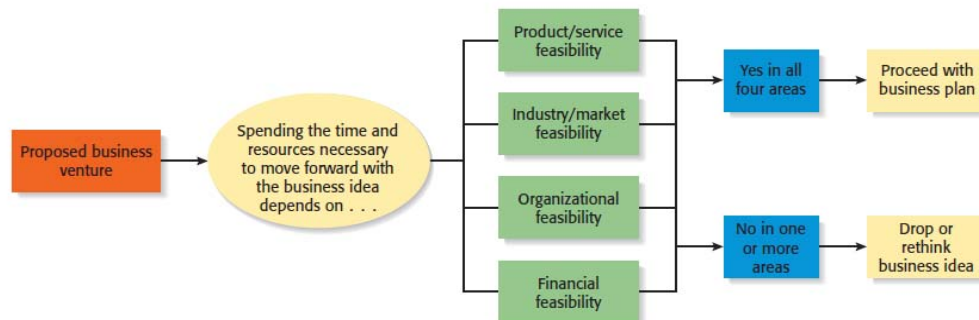 Proposed business
venture
Spending the time and
resources necessary
to move forward with
the business idea
depends on . . .
Product/service
feasibility
Industry/market
feasibility
Organizational
feasibility
Financial
feasibility
Yes in all
four areas
Proceed with
business plan
No in one
or more
areas
Drop or
rethink
business idea